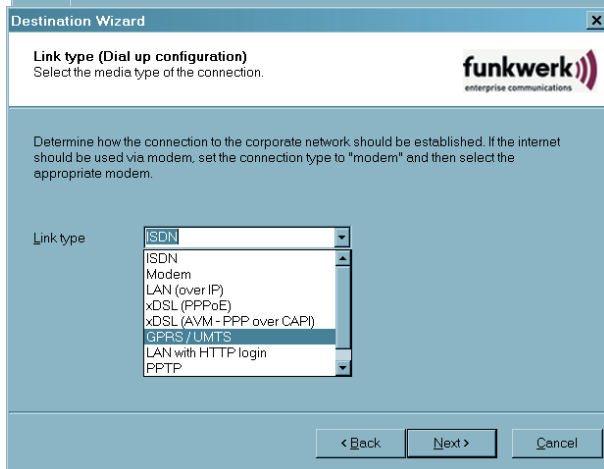 Destination Wizard
Link type (Dial up configuration)
Select the media type of the connection.
funkwerk
enterprise communications
Determine how the connection to the corporate network should be established. If the internet
should be used via modem, set the connection type to "modem" and then select the
appropriate modem.
Link type
ISDN
ISDN
Modem
LAN (over IP)
xDSL (PPPoE)
xDSL (AVM - PPP over CAPI)
GPRS / UMTS
LAN with HTTP login
PPTP
< Back
Next >
Cancel